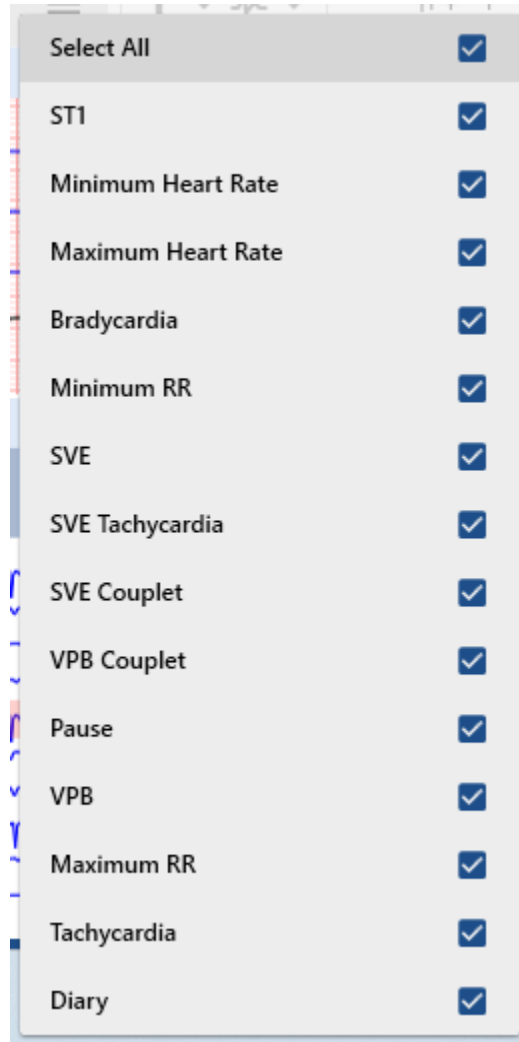 Select All
ST1
Minimum Heart Rate
Maximum Heart Rate
Bradycardia
Minimum RR
SVE
SVE Tachycardia
SVE Couplet
VPB Couplet
Pause
VPB
Maximum RR
Tachycardia
Diary